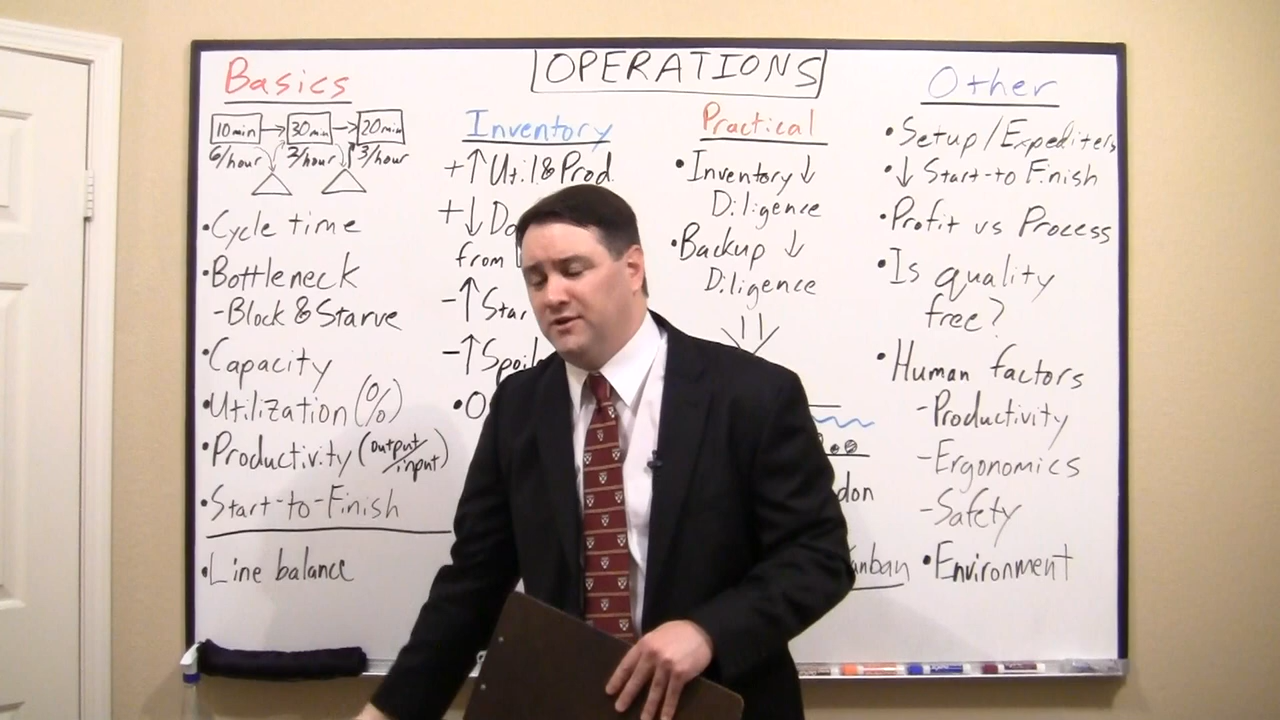 OPERATIONS
Basics
10min → 30min → 20min
6/hour 3/hour 3/hour
•Cycle time
•Bottleneck
-Block & Starve
•Capacity
•Utilization (%)
•Productivity (output/input)
•Start-to-Finish
•Line balance
Inventory
+↑Util & Prod.
+↓
from
-↑
-↑
Practical
•Inventory↓
Diligence
•Backup ↓
Diligence
Other
•Setup/Expediters
•↓ Start-to Finish
•Profit vs Process
•Is quality
free?
•Human factors
-Productivity
-Ergonomics
-Safety
•Environment